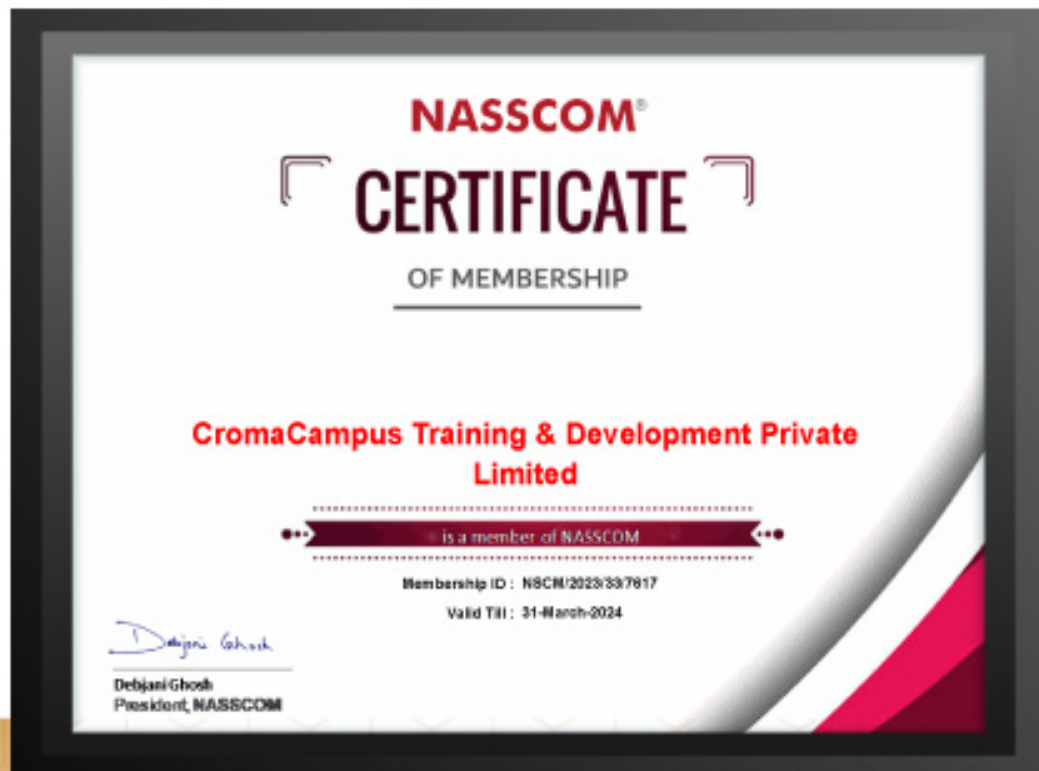 NASSCOM®
CERTIFICATE
OF MEMBERSHIP
CromaCampus Training & Development Private
Limited
is a member of NASSCOM
Membership ID : NSCM/2023/33/7617
Valid Till : 31-March-2024
Debjani Ghosh
Debjani Ghosh
President, NASSCOM